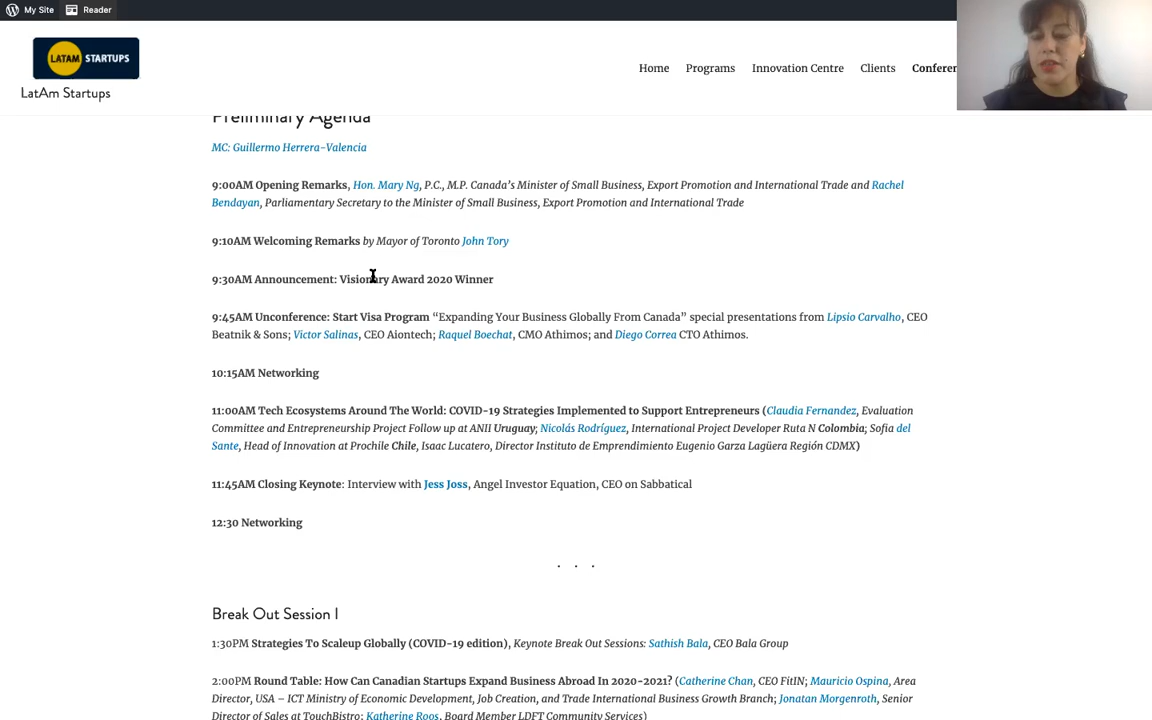 My Site
Reader
LATAM STARTUPS
LatAm Startups
Home
Programs
Innovation Centre
Clients
Preliminary Agenda
MC: Guillermo Herrera-Valencia
9:00AM Opening Remarks, Hon. Mary Ng, P.C., M.P. Canada's Minister of Small Business, Export Promotion and International Trade and Rachel
Bendayan, Parliamentary Secretary to the Minister of Small Business, Export Promotion and International Trade
9:10AM Welcoming Remarks by Mayor of Toronto John Tory
9:30AM Announcement: Visionary Award 2020 Winner
9:45AM Unconference: Start Visa Program “Expanding Your Business Globally From Canada” special presentations from Lipsio Carvalho, CEO
Beatnik & Sons; Victor Salinas, CEO Aiontech; Raquel Boechat, CMO Athimos; and Diego Correa CTO Athimos.
10:15AM Networking
11:00AM Tech Ecosystems Around The World: COVID-19 Strategies Implemented to Support Entrepreneurs (Claudia Fernandez, Evaluation
Committee and Entrepreneurship Project Follow up at ANII Uruguay; Nicolás Rodríguez, International Project Developer Ruta N Colombia; Sofia del
Sante, Head of Innovation at Prochile Chile, Isaac Lucatero, Director Instituto de Emprendimiento Eugenio Garza Lagüera Región CDMX)
11:45AM Closing Keynote: Interview with Jess Joss, Angel Investor Equation, CEO on Sabbatical
12:30 Networking
. . .
Break Out Session I
1:30PM Strategies To Scaleup Globally (COVID-19 edition), Keynote Break Out Sessions: Sathish Bala, CEO Bala Group
2:00PM Round Table: How Can Canadian Startups Expand Business Abroad In 2020-2021? (Catherine Chan, CEO FitIN; Mauricio Ospina, Area
Director, USA – ICT Ministry of Economic Development, Job Creation, and Trade International Business Growth Branch; Jonatan Morgenroth, Senior
Director of Sales at TouchBistro; Katherine Roos, Board Member LDFT Community Services)